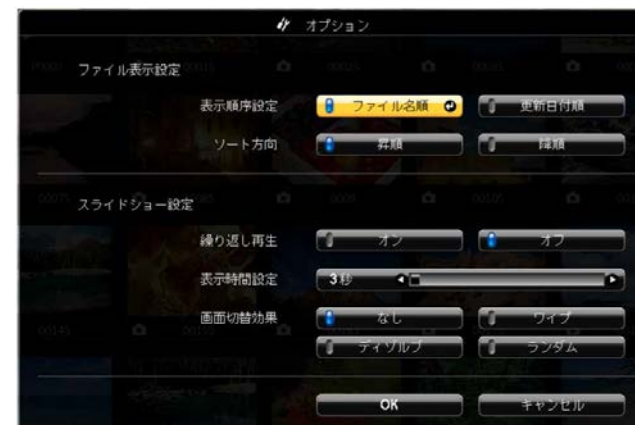 オプション
ファイル表示設定
表示順序設定 ファイル名順 更新日付順
ソート方向 昇順 降順
スライドショー設定
繰り返し再生 オン オフ
表示時間設定 3秒
画面切替効果 なし ワイプ
ディゾルブ ランダム
OK キャンセル